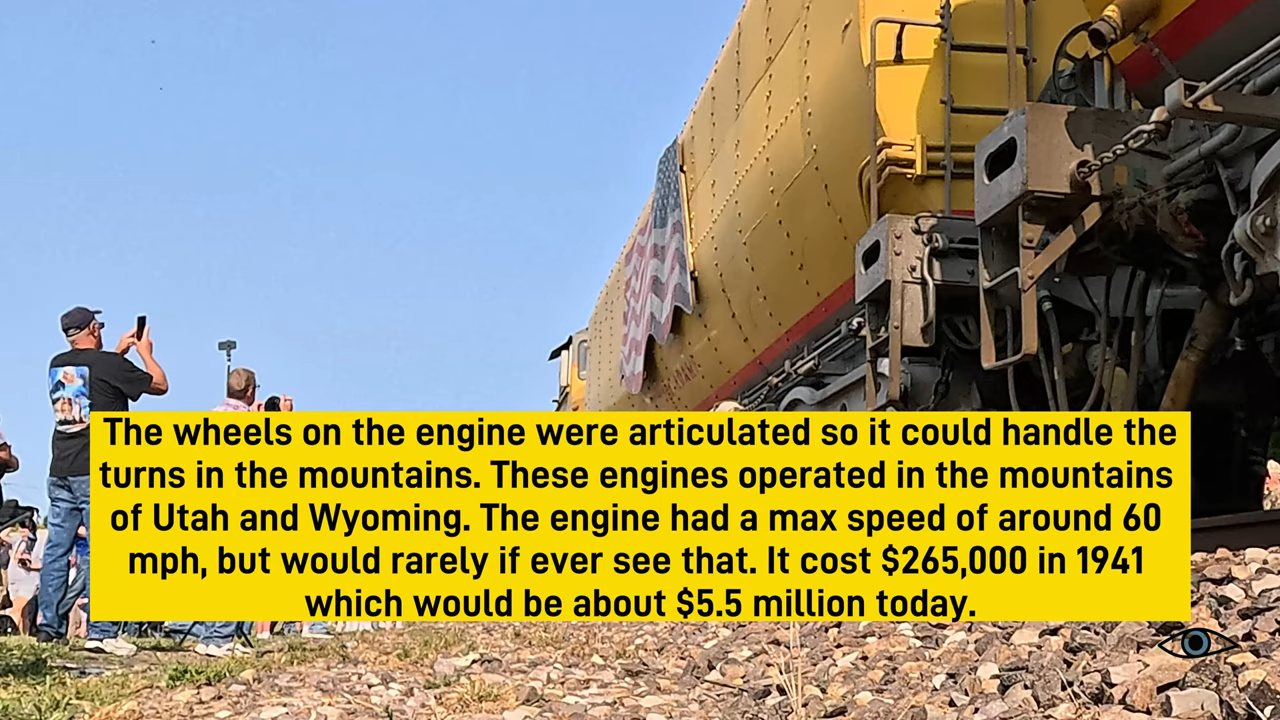 The wheels on the engine were articulated so it could handle the
turns in the mountains. These engines operated in the mountains
of Utah and Wyoming. The engine had a max speed of around 60
mph, but would rarely if ever see that. It cost $265,000 in 1941
which would be about $5.5 million today.